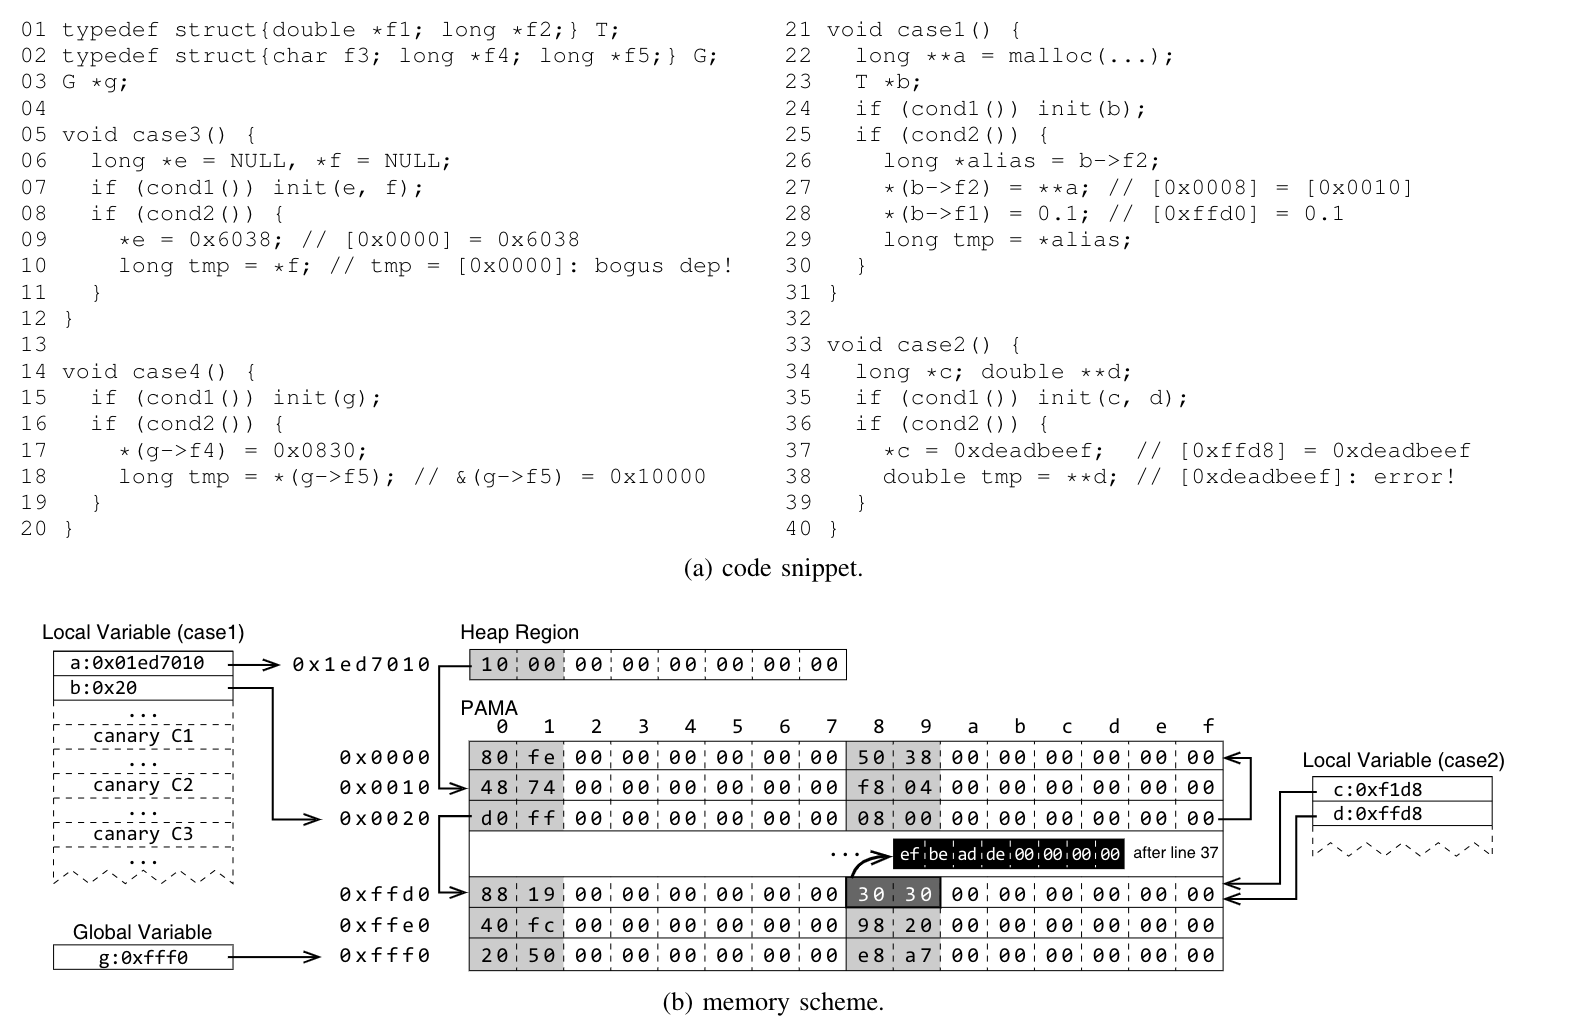 01 typedef struct{double *f1; long *f2;} T;
02 typedef struct{char f3; long *f4; long *f5;} G;
03 G *g;
04
05 void case3() {
06   long *e = NULL, *f = NULL;
07   if (cond1()) init(e, f);
08   if (cond2()) {
09     *e = 0x6038; // [0x0000] = 0x6038
10     long tmp = *f; // tmp = [0x0000]: bogus dep!
11   }
12 }
13
14 void case4() {
15   if (cond1()) init(g);
16   if (cond2()) {
17     *(g->f4) = 0x0830;
18     long tmp = *(g->f5); // &(g->f5) = 0x10000
19   }
20 }
21 void case1() {
22   long **a = malloc(...);
23   T *b;
24   if (cond1()) init(b);
25   if (cond2()) {
26     long *alias = b->f2;
27     *(b->f2) = **a; // [0x0008] = [0x0010]
28     *(b->f1) = 0.1; // [0xffd0] = 0.1
29     long tmp = *alias;
30   }
31 }
32
33 void case2() {
34   long *c; double **d;
35   if (cond1()) init(c, d);
36   if (cond2()) {
37     *c = 0xdeadbeef;  // [0xffd8] = 0xdeadbeef
38     double tmp = **d; // [0xdeadbeef]: error!
39   }
40 }
(a) code snippet.
Local Variable (case1)
a:0x01ed7010
b:0x20
...
canary C1
...
canary C2
...
canary C3
...
Global Variable
g:0xfff0
Heap Region
0x1ed7010 10 00 00 00 00 00 00 00
PAMA
0 1 2 3 4 5 6 7 8 9 a b c d e f
0x0000 80 fe 00 00 00 00 00 00 50 38 00 00 00 00 00 00
0x0010 48 74 00 00 00 00 00 00 f8 04 00 00 00 00 00 00
0x0020 d0 ff 00 00 00 00 00 00 08 00 00 00 00 00 00 00
... ef be ad de 00 00 00 00 after line 37
0xffd0 88 19 00 00 00 00 00 00 30 30 00 00 00 00 00 00
0xffe0 40 fc 00 00 00 00 00 00 98 20 00 00 00 00 00 00
0xfff0 20 50 00 00 00 00 00 00 e8 a7 00 00 00 00 00 00
Local Variable (case2)
c:0xf1d8
d:0xffd8
(b) memory scheme.